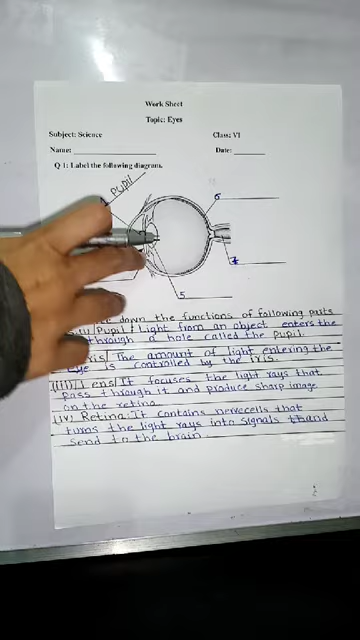 Work Sheet
Topic: Eyes
Subject: Science Class: VI
Name: Date:
Q 1: Label the following diagram.
1 Pupil
6
7
5
down the functions of following parts
Pupil: Light from an object enters the
through a hole called the pupil.
The amount of light entering the
eye is controlled by the iris.
(iii) Lens: It focuses the light rays that
pass through it and produce sharp image
on the retina
(iv) Retina: It contains nervecells that
turns the light rays into signals and
send to the brain